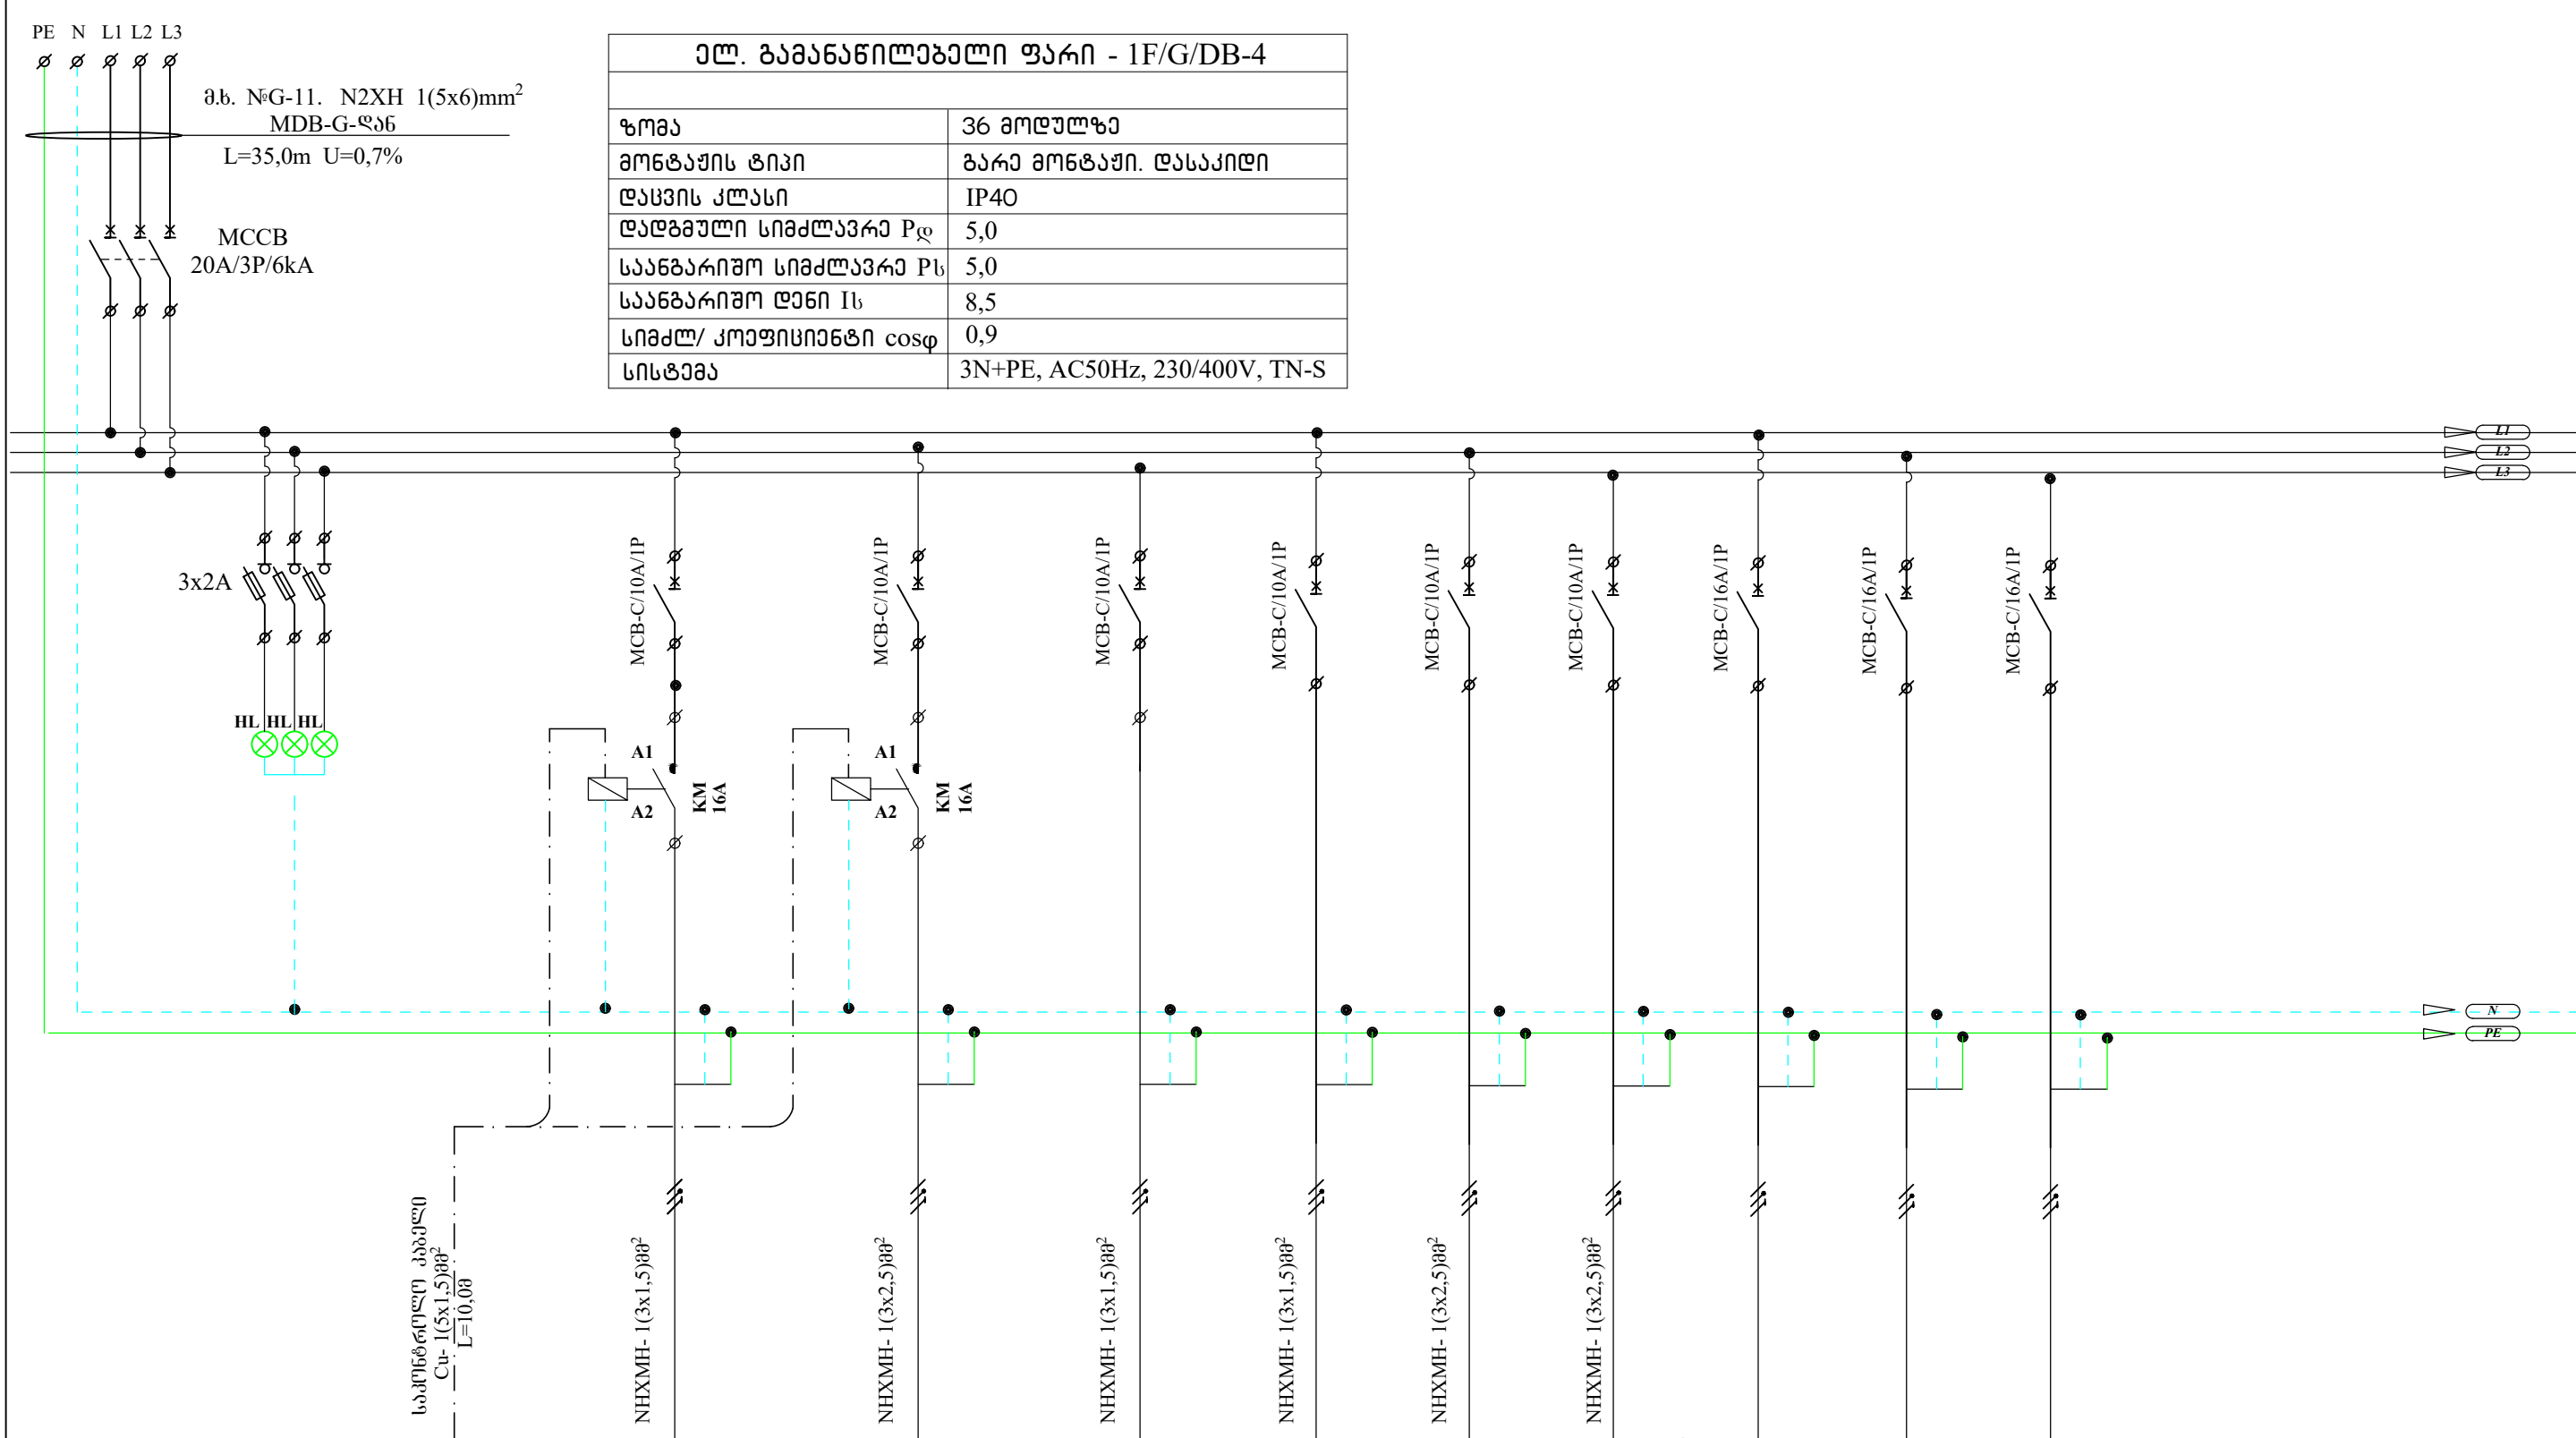 PE N L1 L2 L3
მ.ხ. №G-11. N2XH 1(5x6)mm²
MDB-G-დან
L=35,0m U=0,7%
MCCB
20A/3P/6kA
ელ. გამანაწილებელი ფარი - 1F/G/DB-4
ზომა 36 მოდულზე
მონტაჟის ტიპი გარე მონტაჟი. დასაკიდი
დაცვის კლასი IP40
დადგმული სიმძლავრე Pდ 5,0
საანგარიშო სიმძლავრე Pს 5,0
საანგარიშო დენი Iს 8,5
სიმძლ/ კოეფიციენტი cosφ 0,9
სისტემა 3N+PE, AC50Hz, 230/400V, TN-S
L1
L2
L3
3x2A
HL HL HL
MCB-C/10A/1P
MCB-C/10A/1P
MCB-C/10A/1P
MCB-C/10A/1P
MCB-C/10A/1P
MCB-C/10A/1P
MCB-C/16A/1P
MCB-C/16A/1P
MCB-C/16A/1P
A1
A2
KM
16A
A1
A2
KM
16A
N
PE
საკონტროლო კაბელი
Cu- 1(5x1,5)მმ²
L=10,0მ
NHXMH- 1(3x1,5)მმ²
NHXMH- 1(3x2,5)მმ²
NHXMH- 1(3x1,5)მმ²
NHXMH- 1(3x1,5)მმ²
NHXMH- 1(3x2,5)მმ²
NHXMH- 1(3x2,5)მმ²